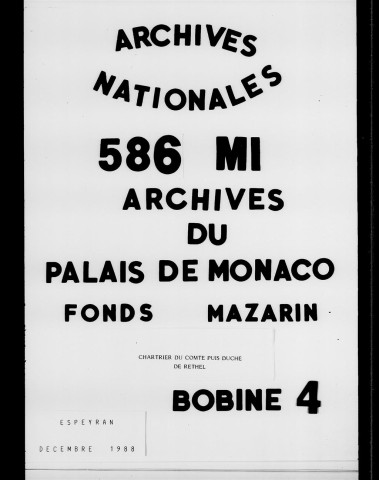 ARCHIVES
NATIONALES
586 MI
ARCHIVES
DU
PALAIS DE MONACO
FONDS MAZARIN
CHARTRIER DU COMTE PUIS DUCHE
DE RETHEL
BOBINE 4
ESPEYRAN
DECEMBRE 1988